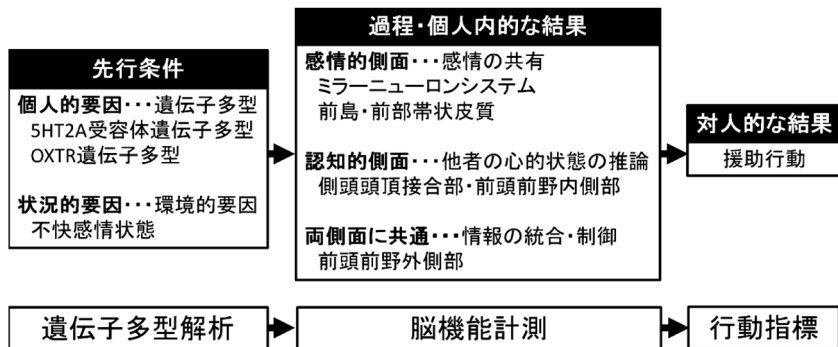 先行条件
個人的要因･･･遺伝子多型
5HT2A受容体遺伝子多型
OXTR遺伝子多型
状況的要因･･･環境的要因
不快感情状態
過程･個人内的な結果
感情的側面･･･感情の共有
ミラーニューロンシステム
前島･前部帯状皮質
認知的側面･･･他者の心的状態の推論
側頭頭頂接合部･前頭前野内側部
両側面に共通･･･情報の統合･制御
前頭前野外側部
対人的な結果
援助行動
遺伝子多型解析
脳機能計測
行動指標